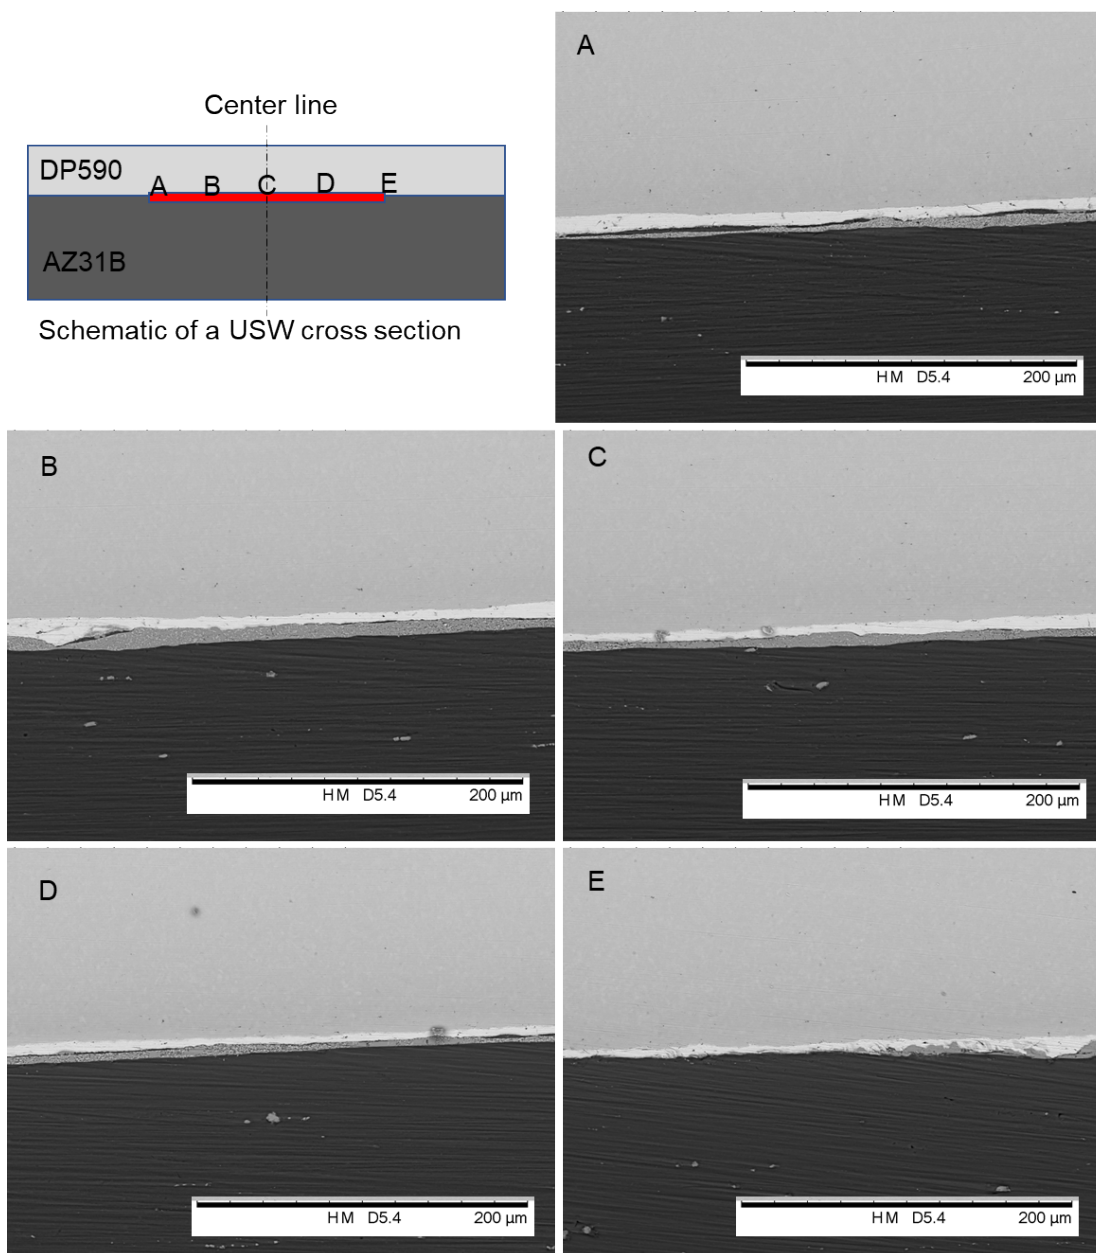 Center line
DP590
A B C D E
AZ31B
Schematic of a USW cross section
A
HM D5.4 200 µm
B
HM D5.4 200 µm
C
HM D5.4 200 µm
D
HM D5.4 200 µm
E
HM D5.4 200 µm